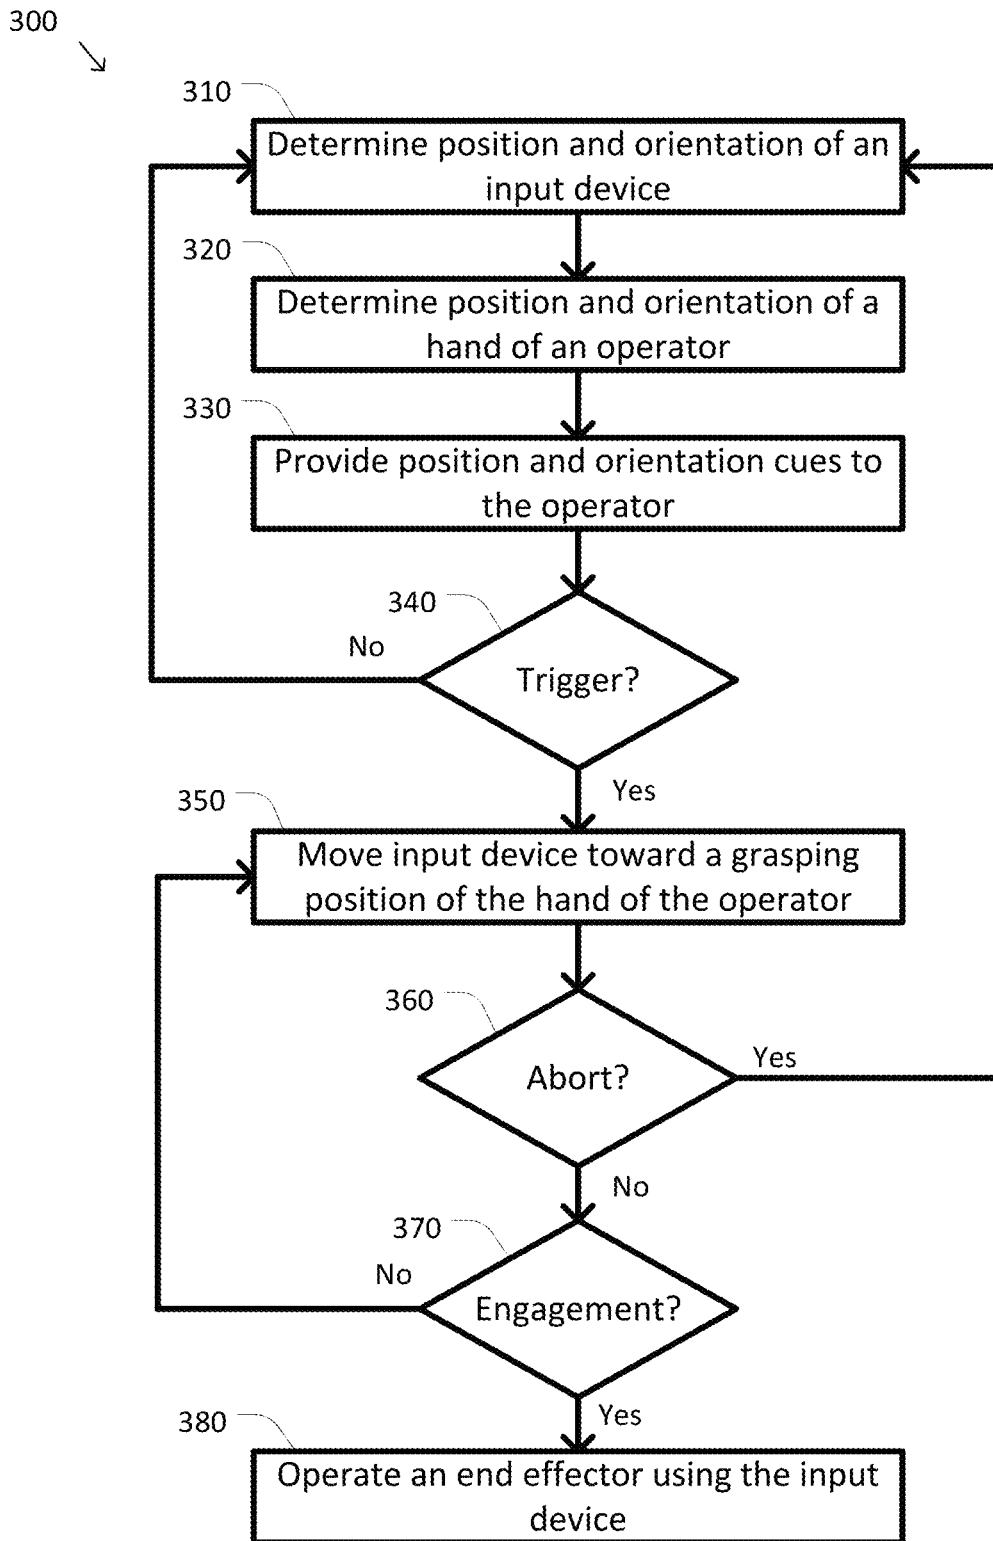 300
310
Determine position and orientation of an
input device
320
Determine position and orientation of a
hand of an operator
330
Provide position and orientation cues to
the operator
340
No
Trigger?
Yes
350
Move input device toward a grasping
position of the hand of the operator
360
Abort?
Yes
No
370
No
Engagement?
Yes
380
Operate an end effector using the input
device